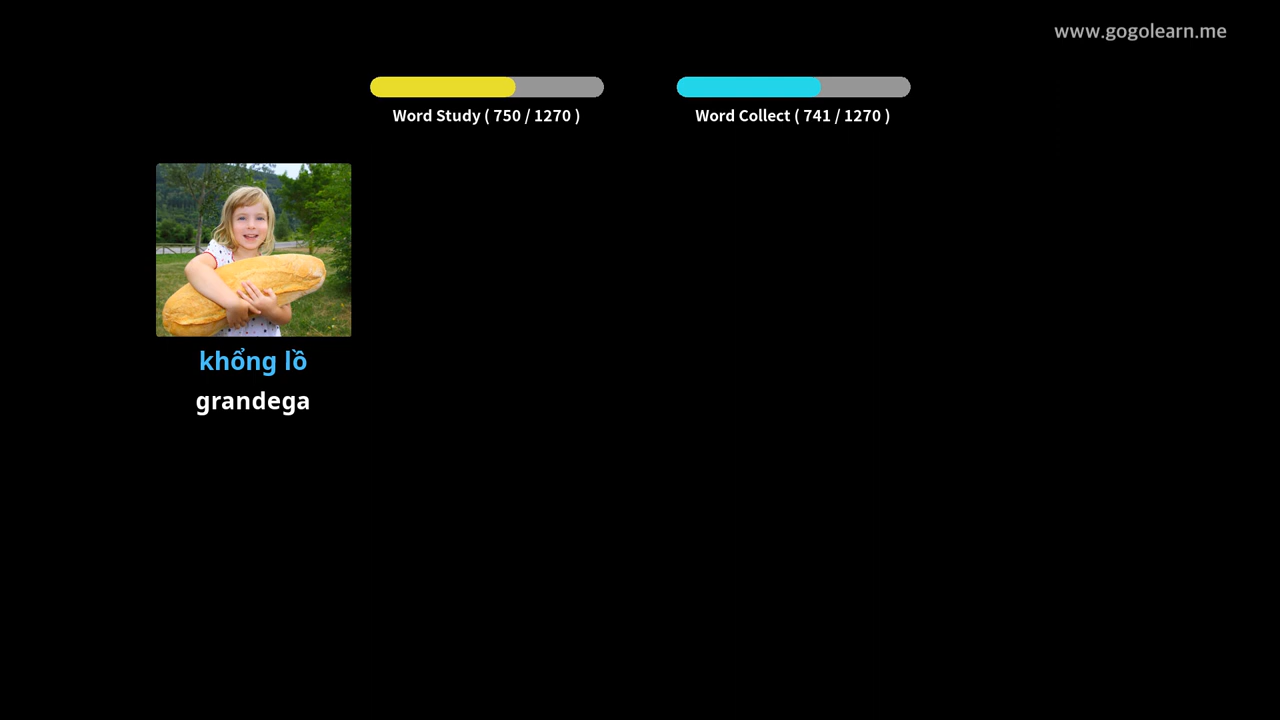 www.gogolearn.me
Word Study ( 750 / 1270 )
Word Collect ( 741 / 1270 )
khổng lồ
grandega